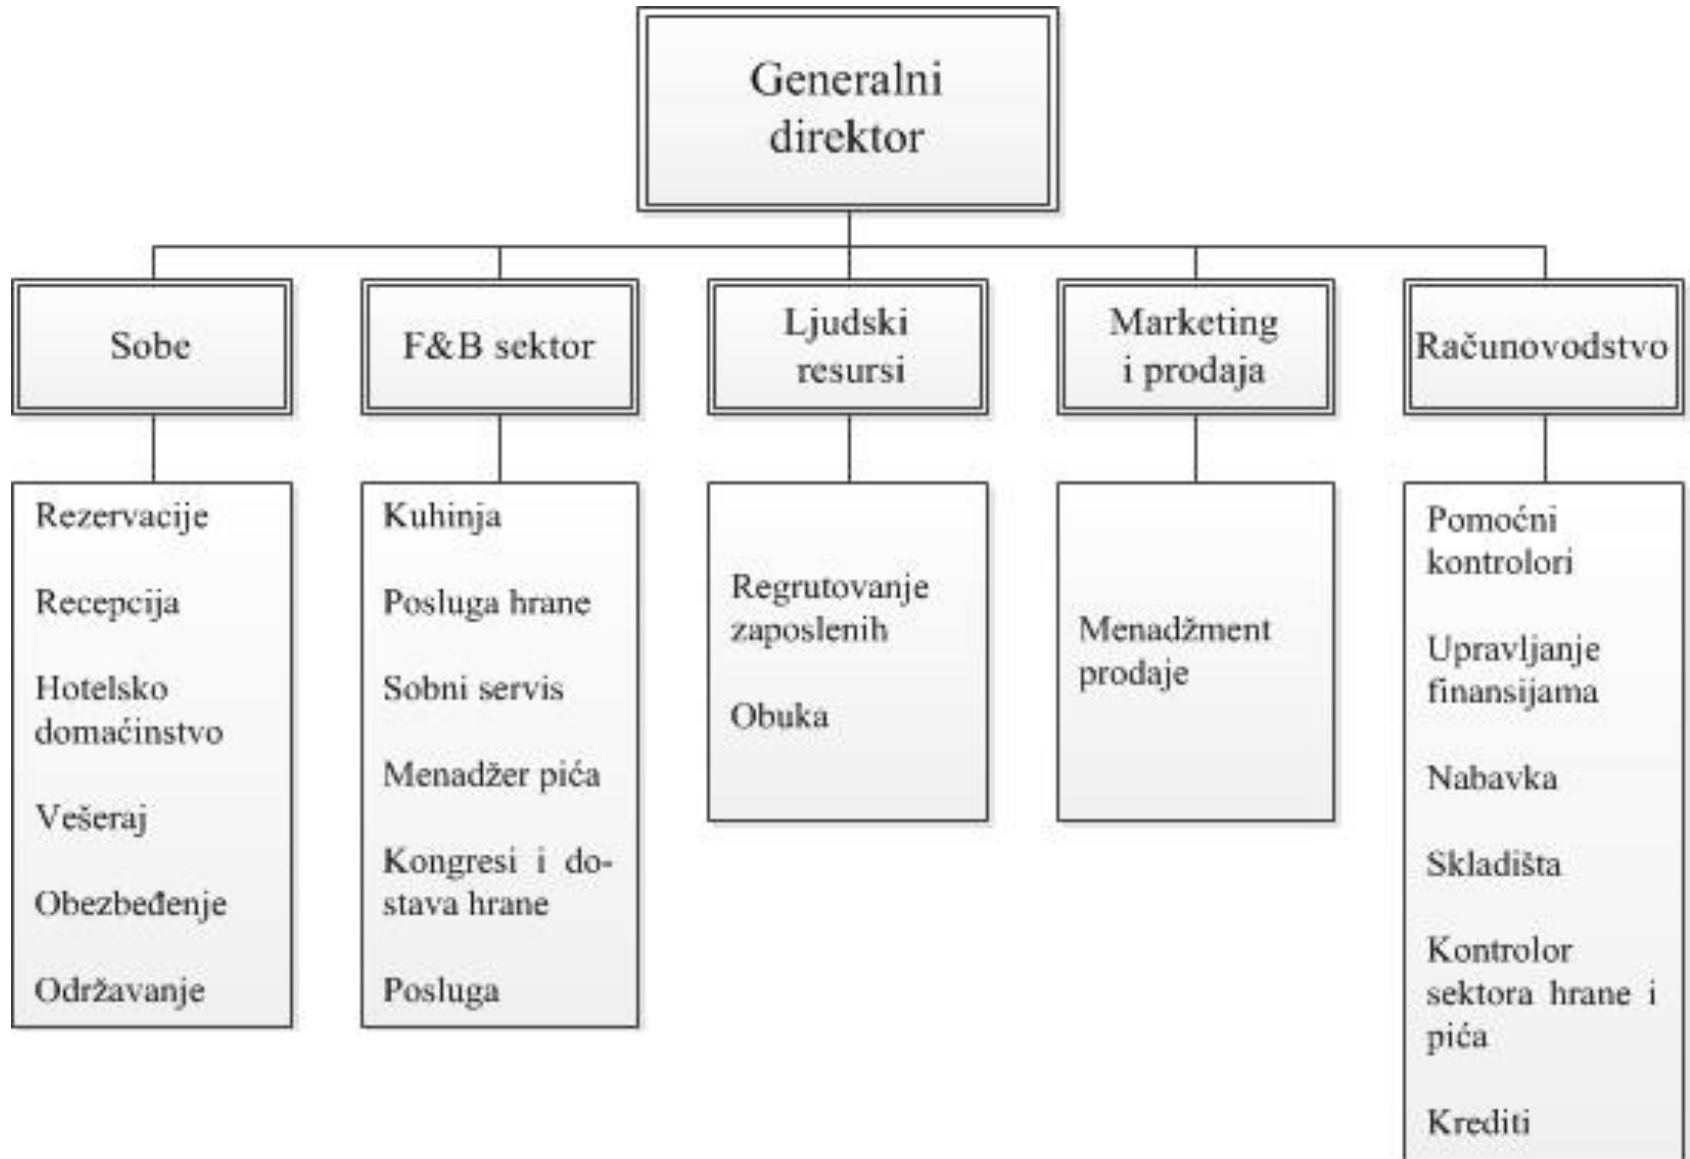 Generalni
direktor
Sobe
F&B sektor
Ljudski
resursi
Marketing
i prodaja
Računovodstvo
Rezervacije
Recepcija
Hotelsko
domaćinstvo
Vešeraj
Obezbeđenje
Održavanje
Kuhinja
Posluga hrane
Sobni servis
Menadžer pića
Kongresi i do-
stava hrane
Posluga
Regrutovanje
zaposlenih
Obuka
Menadžment
prodaje
Pomoćni
kontrolori
Upravljanje
finansijama
Nabavka
Skladišta
Kontrolor
sektora hrane i
pića
Krediti